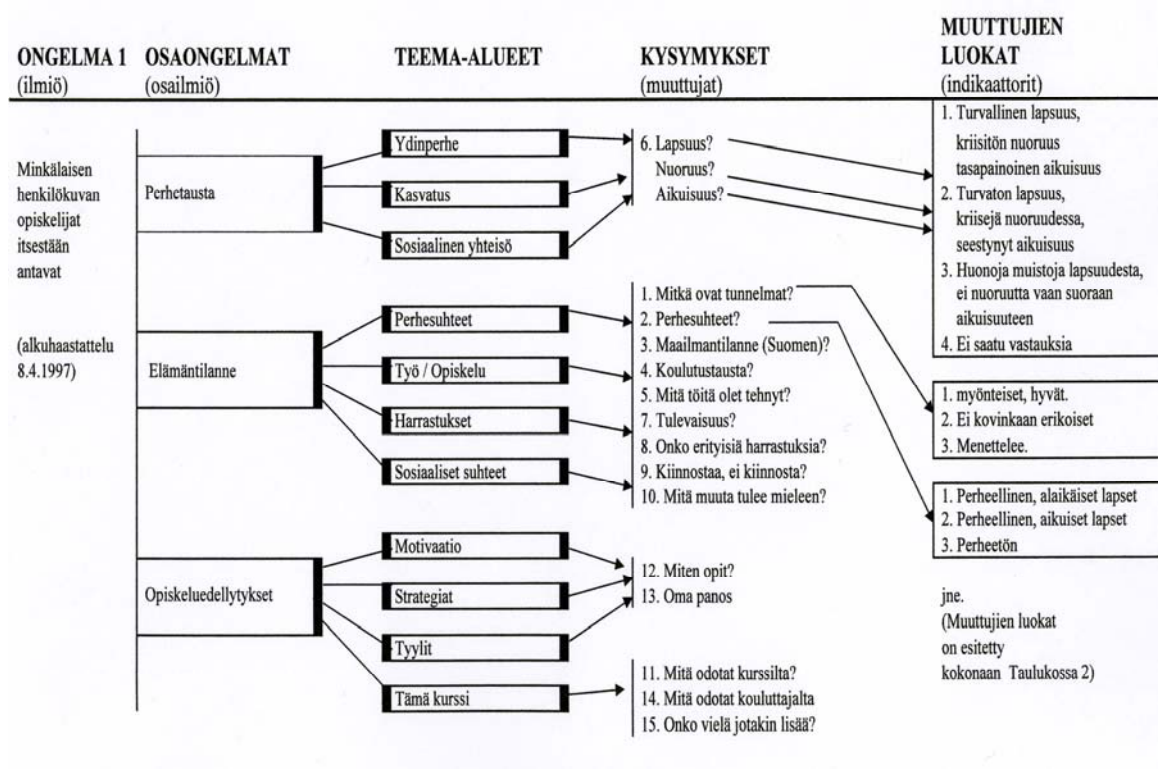 ONGELMA 1
(ilmiö)
OSAONGELMAT
(osailmiö)
TEEMA-ALUEET
KYSYMYKSET
(muuttujat)
MUUTTUJIEN
LUOKAT
(indikaattorit)
Minkälaisen
henkilökuvan
opiskelijat
itsestään
antavat
(alkuhaastattelu
8.4.1997)
Perhetausta
Elämäntilanne
Opiskeluedellytykset
Ydinperhe
Kasvatus
Sosiaalinen yhteisö
Perhesuhteet
Työ / Opiskelu
Harrastukset
Sosiaaliset suhteet
Motivaatio
Strategiat
Tyylit
Tämä kurssi
6. Lapsuus?
Nuoruus?
Aikuisuus?
1. Mitkä ovat tunnelmat?
2. Perhesuhteet?
3. Maailmantilanne (Suomen)?
4. Koulutustausta?
5. Mitä töitä olet tehnyt?
7. Tulevaisuus?
8. Onko erityisiä harrastuksia?
9. Kiinnostaa, ei kiinnosta?
10. Mitä muuta tulee mieleen?
12. Miten opit?
13. Oma panos
11. Mitä odotat kurssilta?
14. Mitä odotat kouluttajalta
15. Onko vielä jotakin lisää?
1. Turvallinen lapsuus,
kriisitön nuoruus
tasapainoinen aikuisuus
2. Turvaton lapsuus,
kriisejä nuoruudessa,
seestynyt aikuisuus
3. Huonoja muistoja lapsuudesta,
ei nuoruutta vaan suoraan
aikuisuuteen
4. Ei saatu vastauksia
1. myönteiset, hyvät.
2. Ei kovinkaan erikoiset
3. Menettelee.
1. Perheellinen, alaikäiset lapset
2. Perheellinen, aikuiset lapset
3. Perheetön
jne.
(Muuttujien luokat
on esitetty
kokonaan Taulukossa 2)